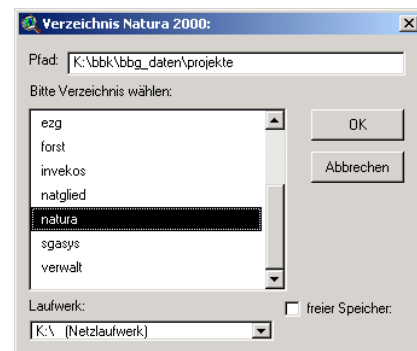 Verzeichnis Natura 2000:
Pfad: K:\bbk\bbg_daten\projekte
Bitte Verzeichnis wählen:
ezg
forst
invekos
natglied
natura
sgasys
verwalt
OK
Abbrechen
Laufwerk:
freier Speicher:
K:\ (Netzlaufwerk)